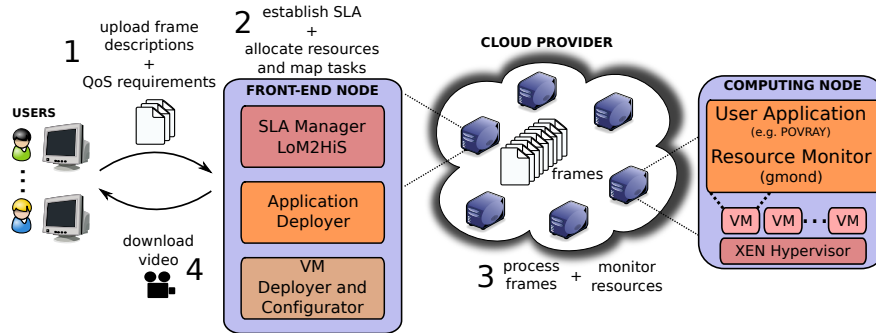 1
upload frame
descriptions
+
QoS requirements
2
establish SLA
+
allocate resources
and map tasks
USERS
FRONT-END NODE
SLA Manager
LoM2HiS
Application
Deployer
VM
Deployer and
Configurator
download
video
4
CLOUD PROVIDER
frames
3
process
frames
+
monitor
resources
COMPUTING NODE
User Application
(e.g. POVRAY)
Resource Monitor
(gmond)
VM
VM
VM
XEN Hypervisor